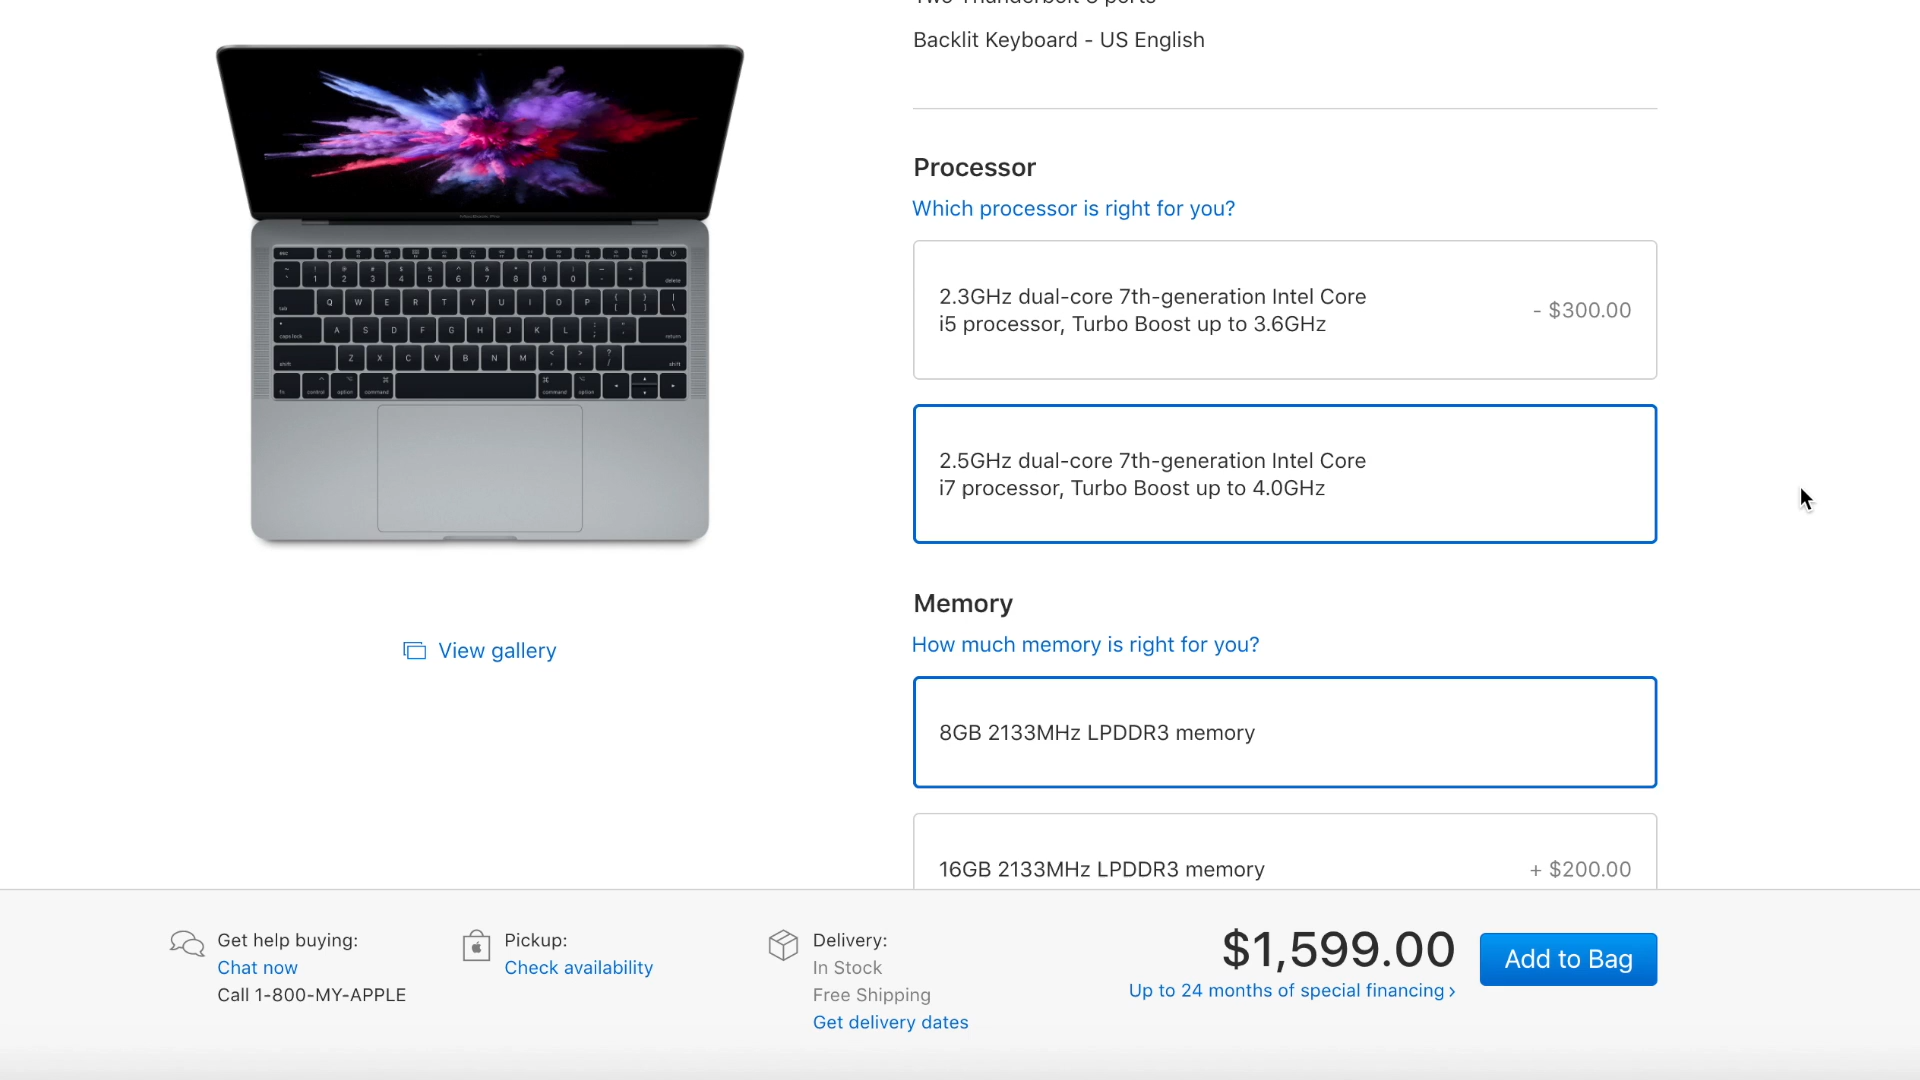 Backlit Keyboard - US English
Processor
Which processor is right for you?
2.3GHz dual-core 7th-generation Intel Core
i5 processor, Turbo Boost up to 3.6GHz
- $300.00
2.5GHz dual-core 7th-generation Intel Core
i7 processor, Turbo Boost up to 4.0GHz
Memory
How much memory is right for you?
8GB 2133MHz LPDDR3 memory
16GB 2133MHz LPDDR3 memory
+ $200.00
View gallery
Get help buying:
Chat now
Call 1-800-MY-APPLE
Pickup:
Check availability
Delivery:
In Stock
Free Shipping
Get delivery dates
$1,599.00
Up to 24 months of special financing ›
Add to Bag